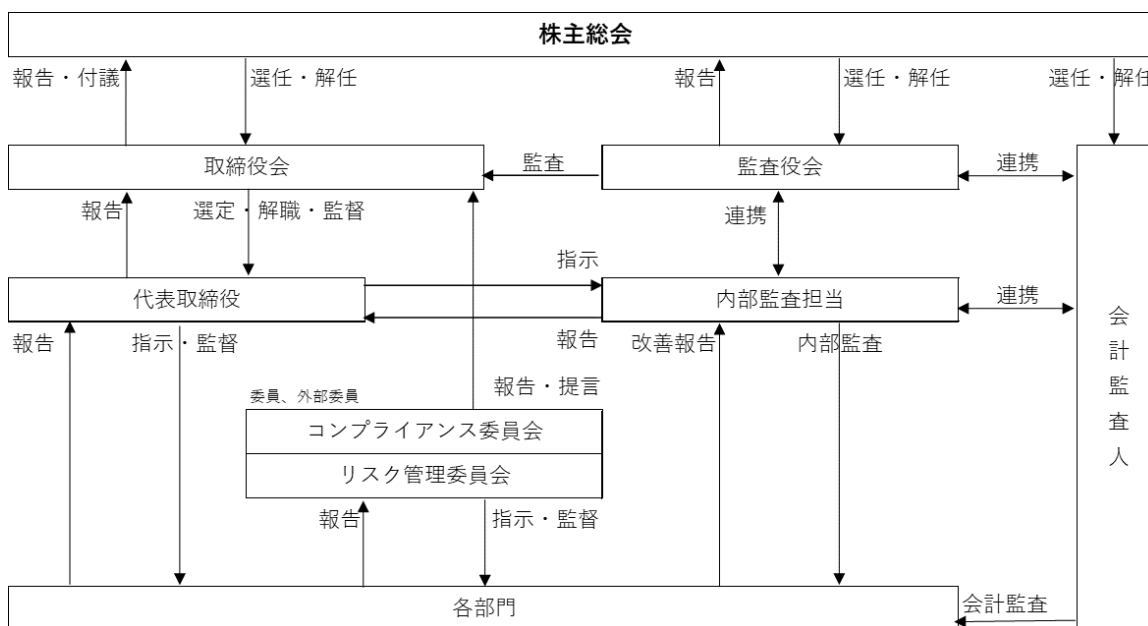 株主総会
報告・付議
選任・解任
報告
選任・解任
選任・解任
取締役会
監査
監査役会
連携
報告
選定・解職・監督
連携
指示
代表取締役
内部監査担当
連携
報告
指示・監督
報告
改善報告
内部監査
会計監査人
報告・提言
委員、外部委員
コンプライアンス委員会
リスク管理委員会
報告
指示・監督
各部門
会計監査